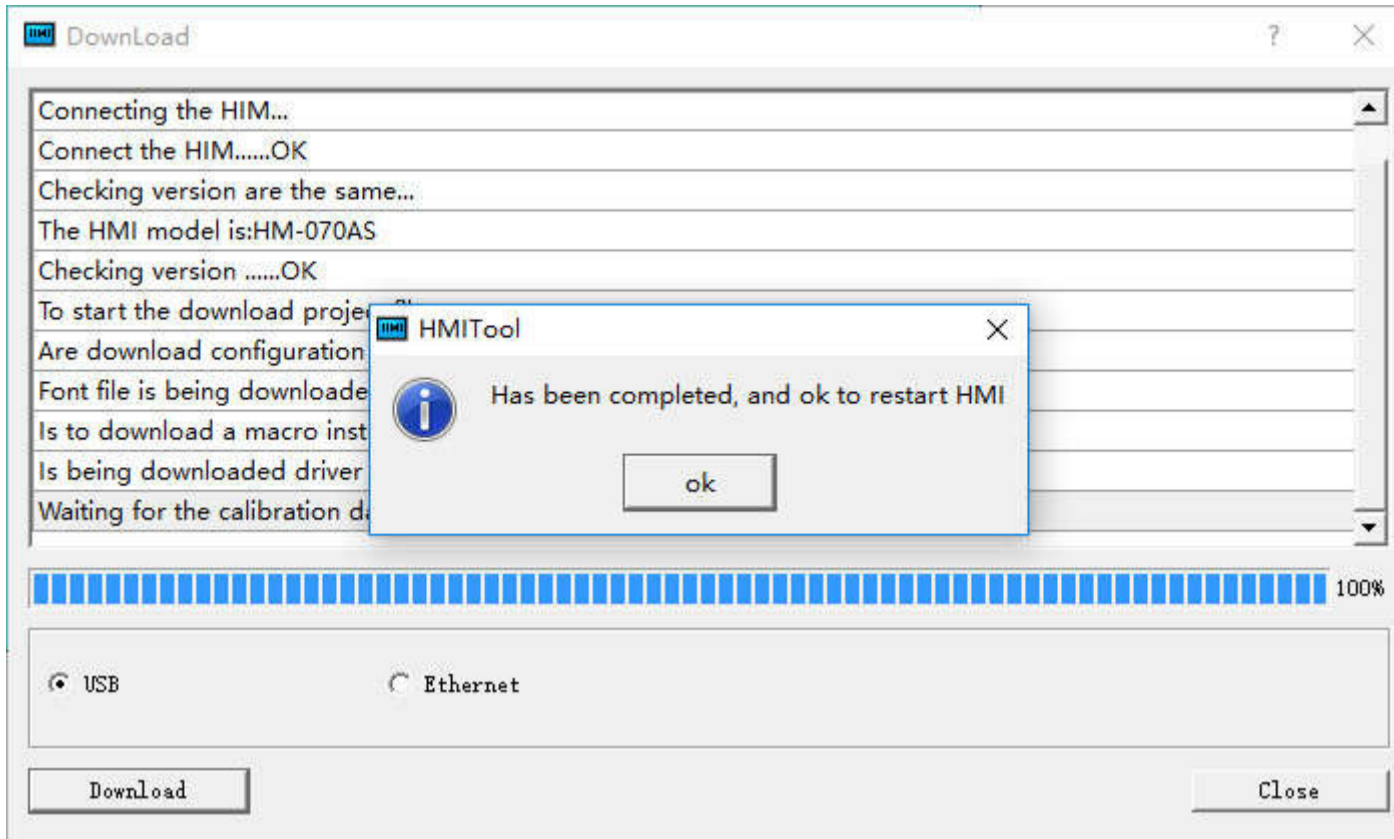 DownLoad
Connecting the HIM...
Connect the HIM......OK
Checking version are the same...
The HMI model is:HM-070AS
Checking version ......OK
To start the download
Are download configuration
Font file is being
Is to download a macro
Is being downloaded driver
Waiting for the calibration
HMITool
Has been completed, and ok to restart HMI
ok
100%
USB
Ethernet
Download
Close